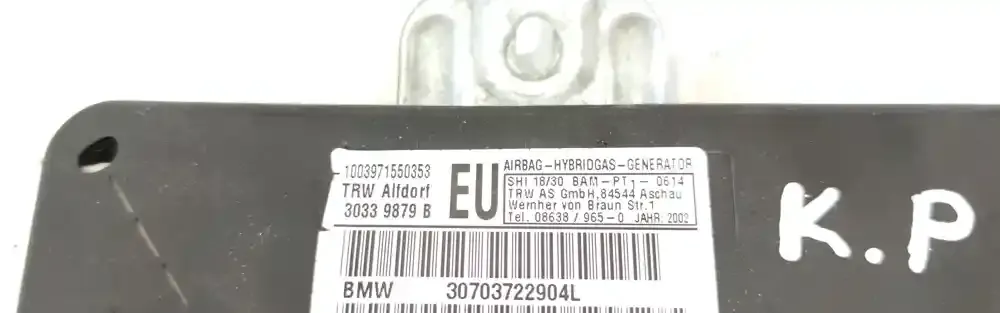 1003971550353
TRW Alfdorf
3033 9879 B
EU
AIRBAG-HYBRIDGAS-GENERATOR
SHI 18/30 BAM-PT1-0614
TRW AS GmbH,84544 Aschau
Wernher von Braun Str.1
Tel. 08638 / 965-0 JAHR: 2002
BMW 30703722904L
K.P